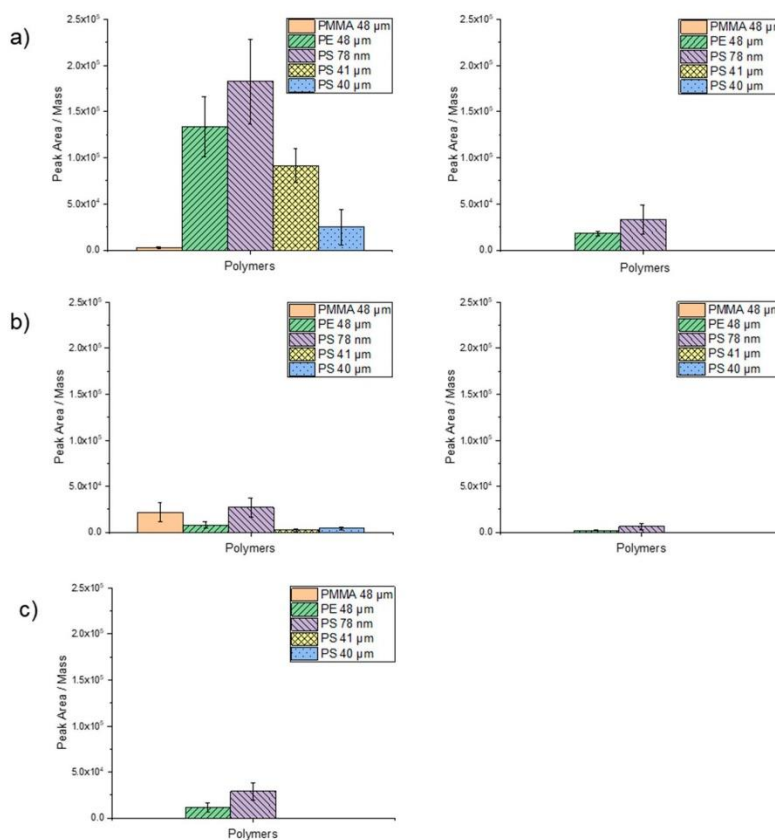 a)
Peak Area / Mass
2.5x10⁵
2.0x10⁵
1.5x10⁵
1.0x10⁵
5.0x10⁴
0.0
Polymers
PMMA 48 µm
PE 48 µm
PS 78 nm
PS 41 µm
PS 40 µm
Peak Area / Mass
2.5x10⁵
2.0x10⁵
1.5x10⁵
1.0x10⁵
5.0x10⁴
0.0
Polymers
PMMA 48 µm
PE 48 µm
PS 78 nm
PS 41 µm
PS 40 µm
b)
Peak Area / Mass
2.5x10⁵
2.0x10⁵
1.5x10⁵
1.0x10⁵
5.0x10⁴
0.0
Polymers
PMMA 48 µm
PE 48 µm
PS 78 nm
PS 41 µm
PS 40 µm
Peak Area / Mass
2.5x10⁵
2.0x10⁵
1.5x10⁵
1.0x10⁵
5.0x10⁴
0.0
Polymers
PMMA 48 µm
PE 48 µm
PS 78 nm
PS 41 µm
PS 40 µm
c)
Peak Area / Mass
2.5x10⁵
2.0x10⁵
1.5x10⁵
1.0x10⁵
5.0x10⁴
0.0
Polymers
PMMA 48 µm
PE 48 µm
PS 78 nm
PS 41 µm
PS 40 µm